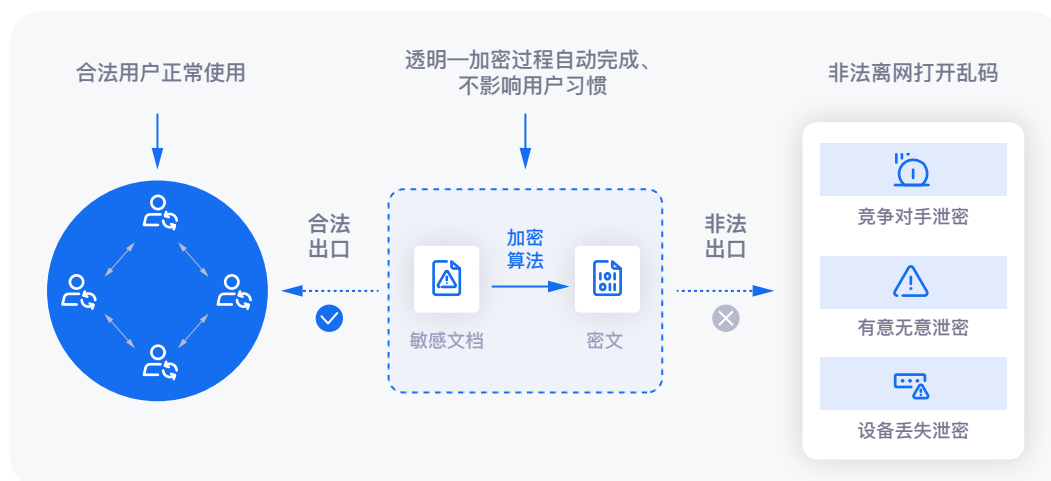 合法用户正常使用
透明—加密过程自动完成、
不影响用户习惯
非法离网打开乱码
合法
出口
加密
算法
敏感文档
密文
非法
出口
竞争对手泄密
有意无意泄密
设备丢失泄密